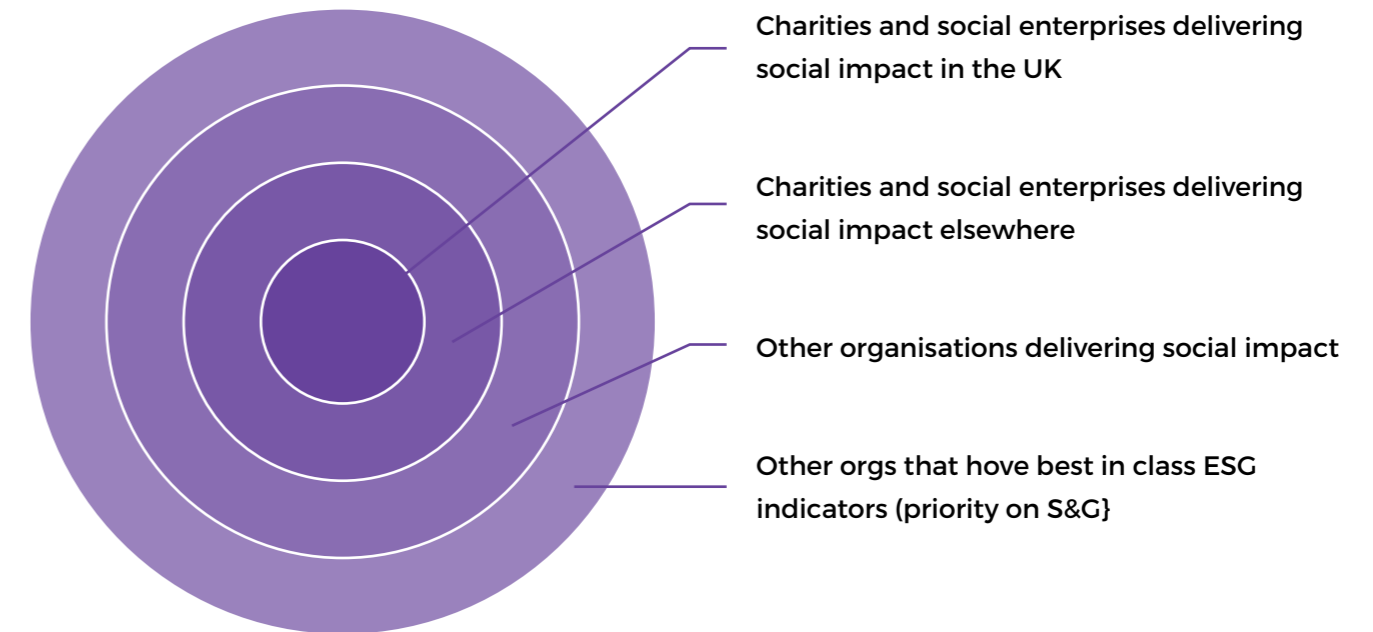 Charities and social enterprises delivering
social impact in the UK
Charities and social enterprises delivering
social impact elsewhere
Other organisations delivering social impact
Other orgs that hove best in class ESG
indicators (priority on S&G}